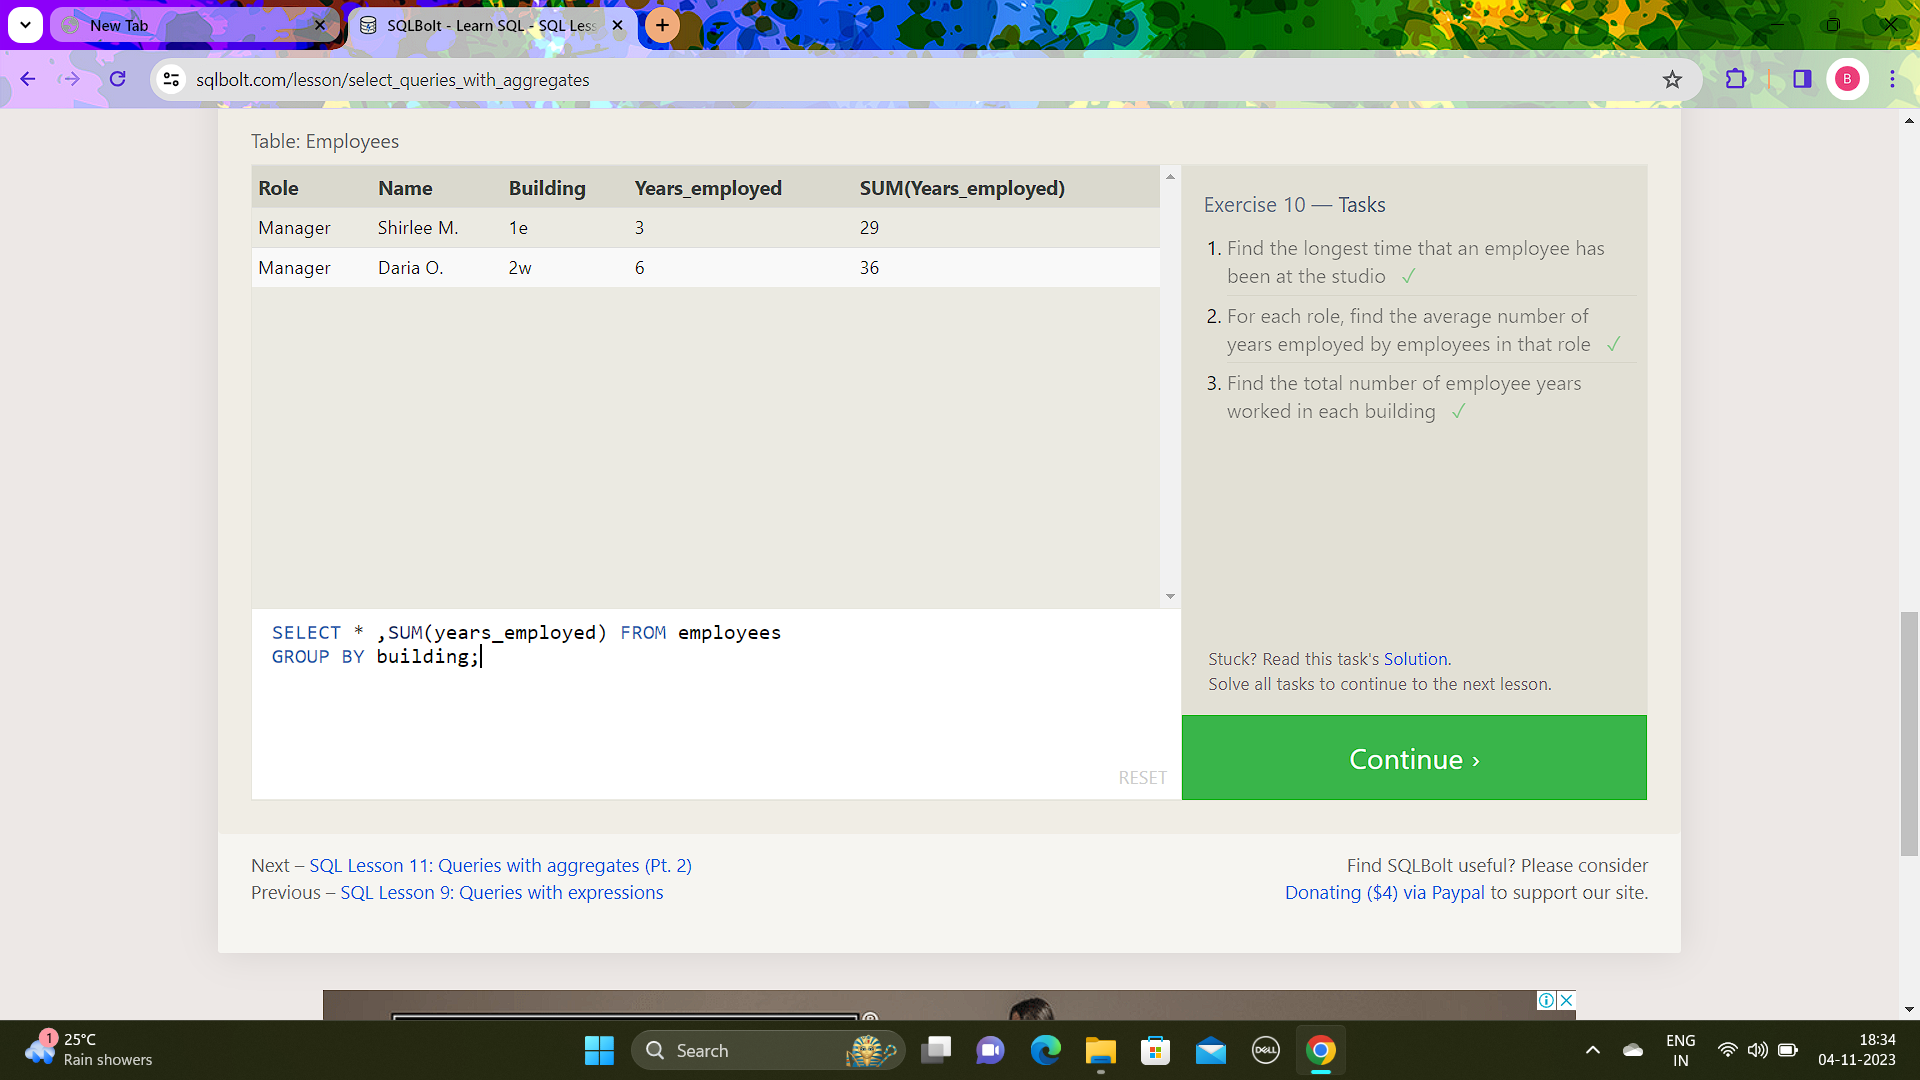 New Tab
SQLBolt - Learn SQL - SQL Less
sqlbolt.com/lesson/select_queries_with_aggregates
B
Table: Employees
Role Name Building Years_employed SUM(Years_employed)
Manager Shirlee M. 1e 3 29
Manager Daria O. 2w 6 36
SELECT * ,SUM(years_employed) FROM employees
GROUP BY building;
RESET
Exercise 10 — Tasks
1. Find the longest time that an employee has
been at the studio ✓
2. For each role, find the average number of
years employed by employees in that role ✓
3. Find the total number of employee years
worked in each building ✓
Stuck? Read this task's Solution.
Solve all tasks to continue to the next lesson.
Continue ›
Next – SQL Lesson 11: Queries with aggregates (Pt. 2)
Previous – SQL Lesson 9: Queries with expressions
Find SQLBolt useful? Please consider
Donating ($4) via Paypal to support our site.
1
25°C
Rain showers
Search
DELL
ENG
IN
18:34
04-11-2023